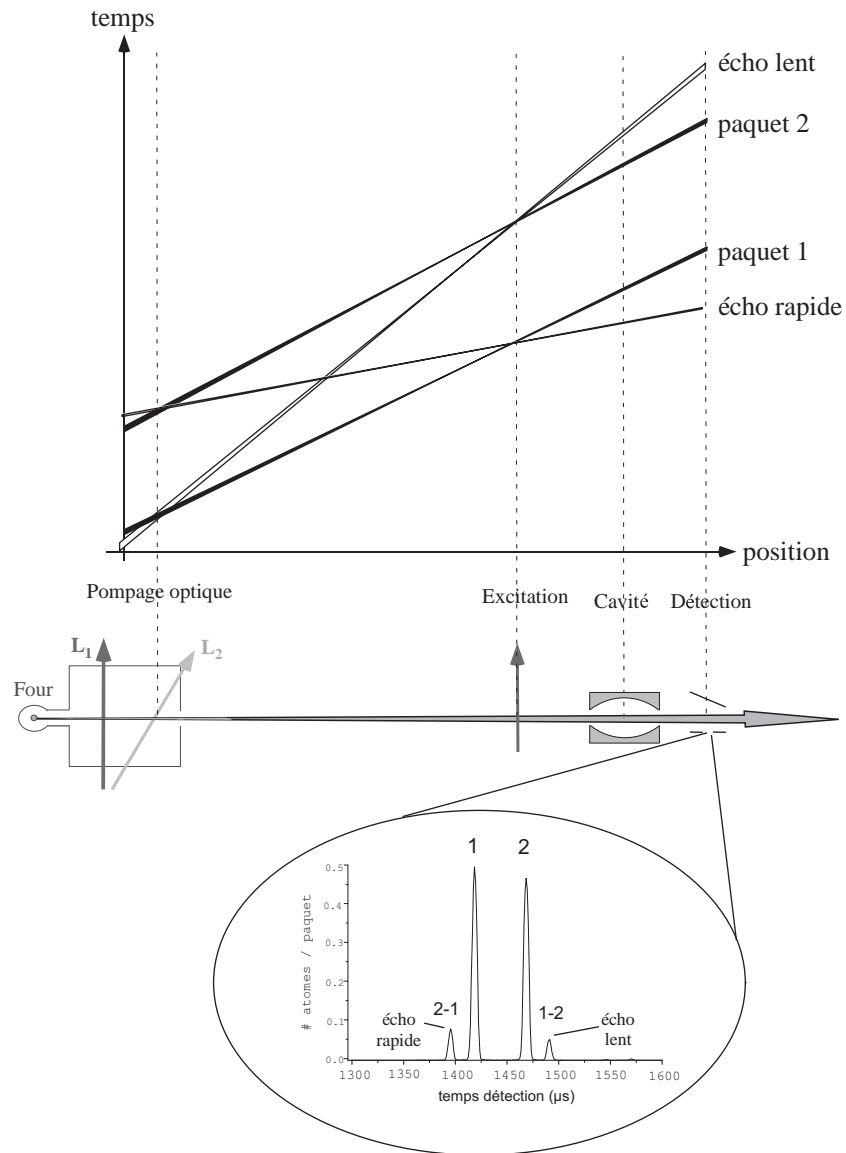 temps
écho lent
paquet 2
paquet 1
écho rapide
position
Pompage optique
Excitation
Cavité
Détection
L1
L2
Four
1
2
0.5
0.4
0.3
0.2
0.1
0.0
# atomes / paquet
2-1
1-2
écho
rapide
écho
lent
1300 1350 1400 1450 1500 1550 1600
temps détection (µs)